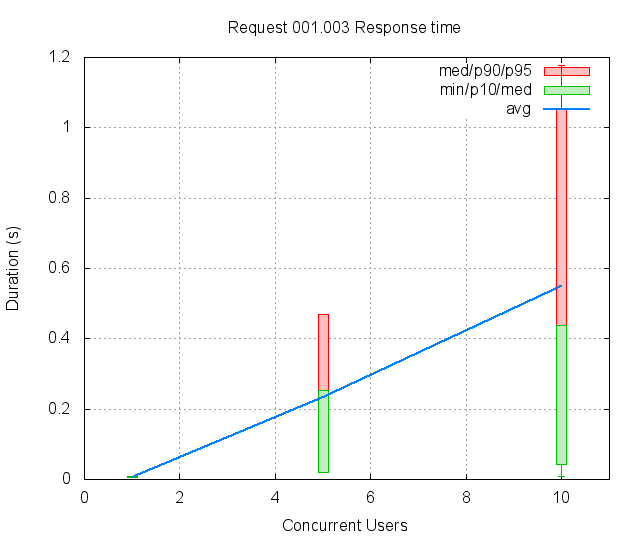 Request 001.003 Response time
1.2
1
0.8
0.6
0.4
0.2
0
Duration (s)
med/p90/p95
min/p10/med
avg
0 2 4 6 8 10
Concurrent Users